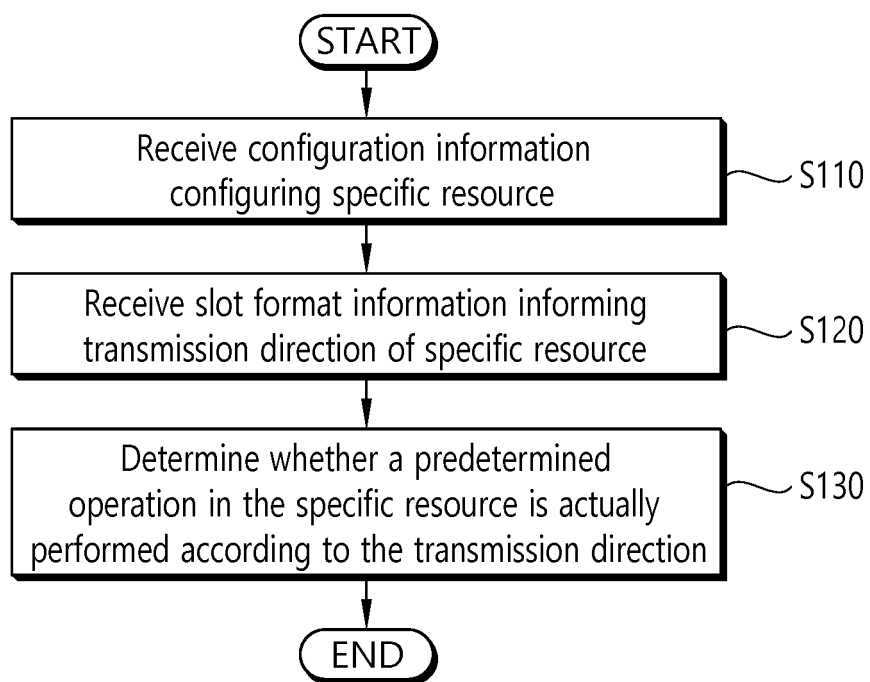 START
Receive configuration information
configuring specific resource
S110
Receive slot format information informing
transmission direction of specific resource
S120
Determine whether a predetermined
operation in the specific resource is actually
performed according to the transmission direction
S130
END